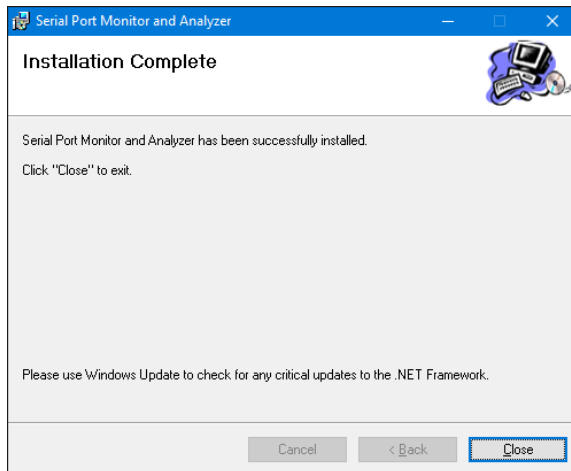 Serial Port Monitor and Analyzer
Installation Complete
Serial Port Monitor and Analyzer has been successfully installed.
Click "Close" to exit.
Please use Windows Update to check for any critical updates to the .NET Framework.
Cancel
< Back
Close